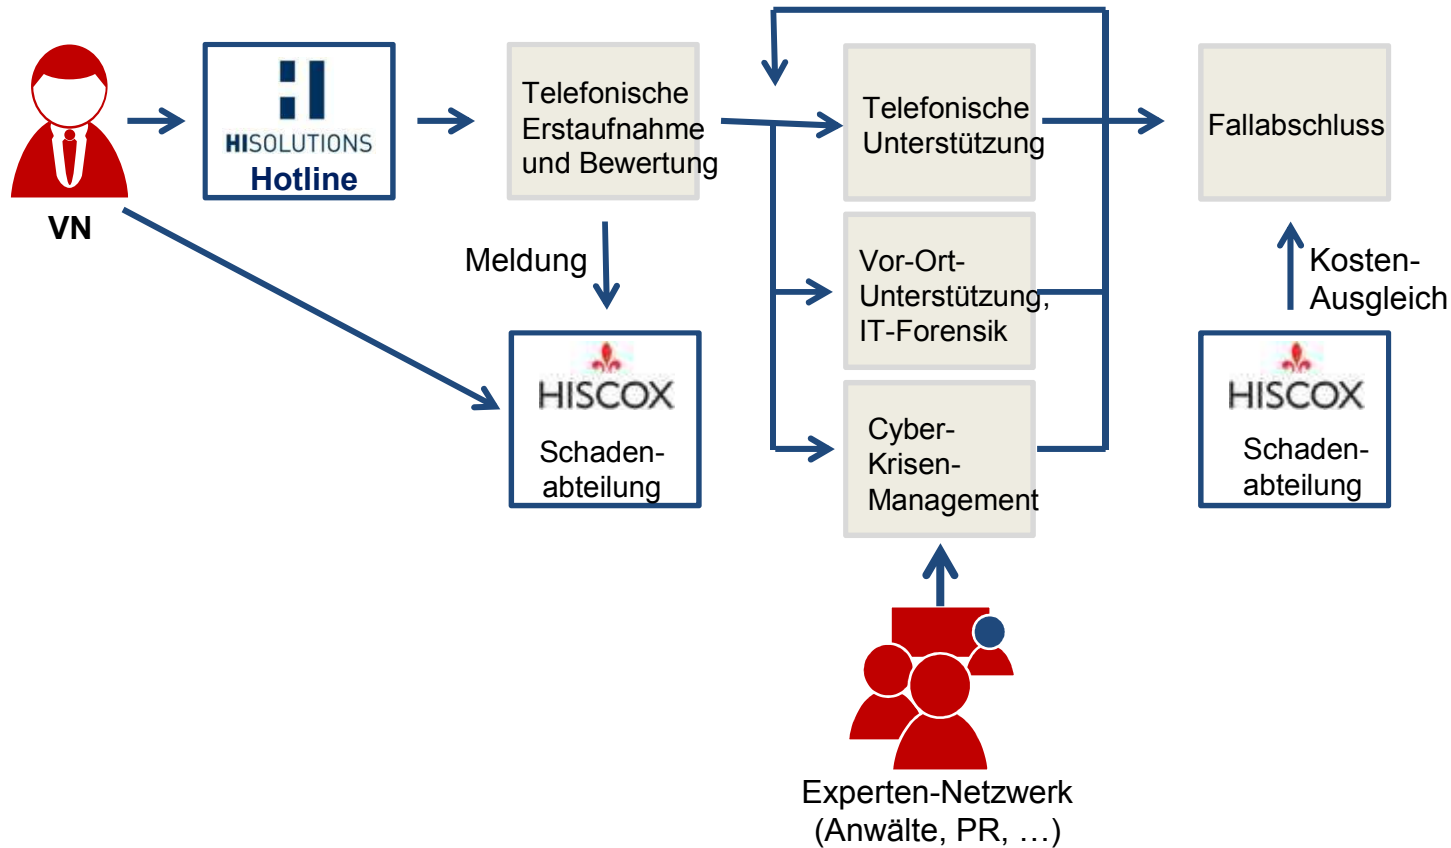 VN
HISOLUTIONS
Hotline
Telefonische
Erstaufnahme
und Bewertung
Meldung
HISCOX
Schaden-
abteilung
Telefonische
Unterstützung
Vor-Ort-
Unterstützung,
IT-Forensik
Cyber-
Krisen-
Management
Experten-Netzwerk
(Anwälte, PR, …)
Fallabschluss
Kosten-
Ausgleich
HISCOX
Schaden-
abteilung